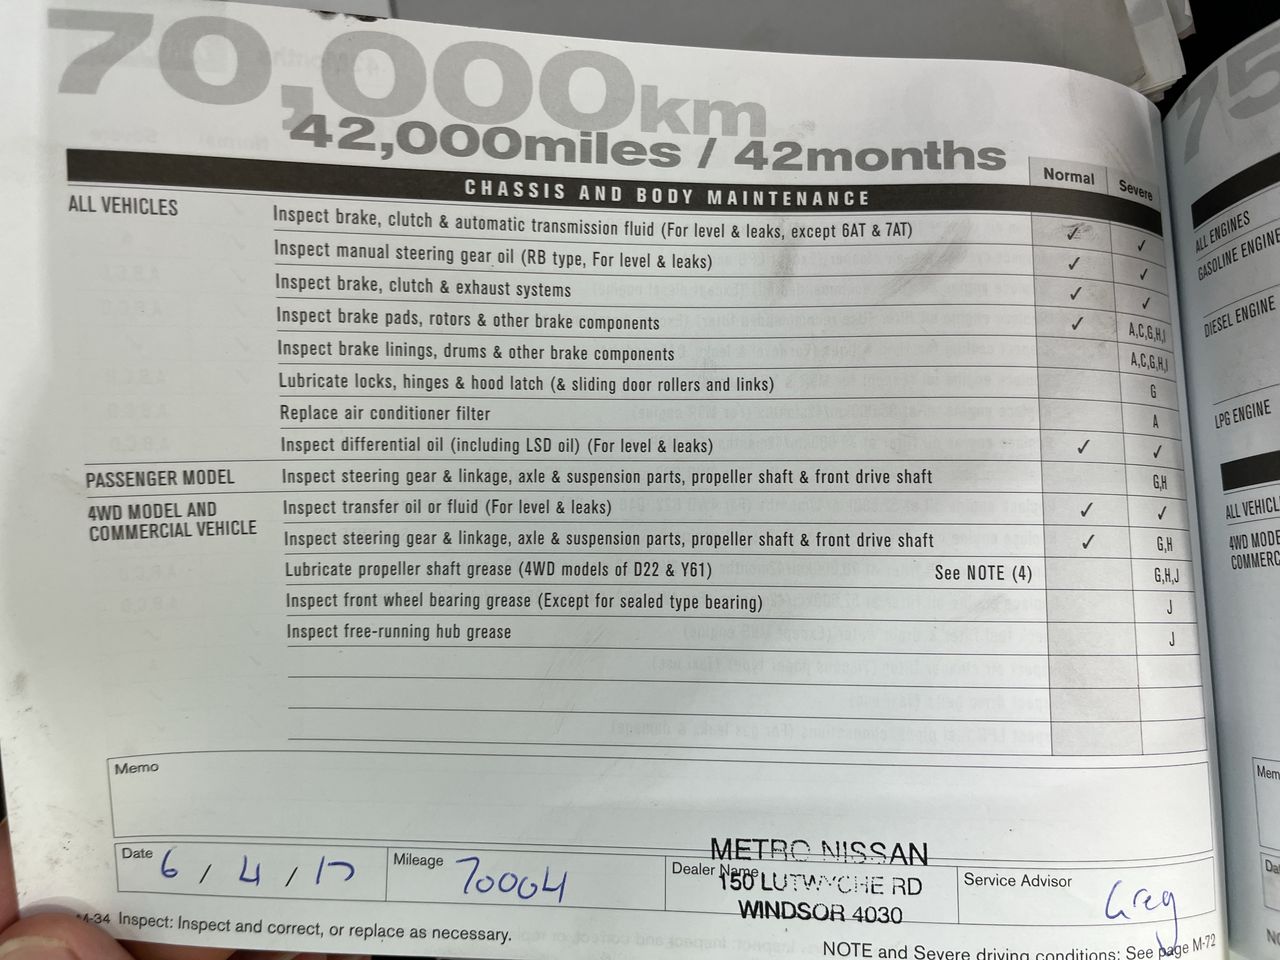 70,000km
42,000miles / 42months
Normal Severe
CHASSIS AND BODY MAINTENANCE
ALL VEHICLES Inspect brake, clutch & automatic transmission fluid (For level & leaks, except 6AT & 7AT) ✓ ✓
Inspect manual steering gear oil (RB type, For level & leaks) ✓ ✓
Inspect brake, clutch & exhaust systems ✓ ✓
Inspect brake pads, rotors & other brake components ✓ A,C,G,H,I
Inspect brake linings, drums & other brake components A,C,G,H,I
Lubricate locks, hinges & hood latch (& sliding door rollers and links) G
Replace air conditioner filter A
Inspect differential oil (including LSD oil) (For level & leaks) ✓ ✓
PASSENGER MODEL Inspect steering gear & linkage, axle & suspension parts, propeller shaft & front drive shaft G,H
4WD MODEL AND Inspect transfer oil or fluid (For level & leaks) ✓ ✓
COMMERCIAL VEHICLE Inspect steering gear & linkage, axle & suspension parts, propeller shaft & front drive shaft ✓ G,H
Lubricate propeller shaft grease (4WD models of D22 & Y61) See NOTE (4) G,H,J
Inspect front wheel bearing grease (Except for sealed type bearing) J
Inspect free-running hub grease J
Memo
Date 6 / 4 / 17 Mileage 70004 Dealer Name Service Advisor Greg
METRO NISSAN
150 LUTWYCHE RD
WINDSOR 4030
M-34 Inspect: Inspect and correct, or replace as necessary.
NOTE and Severe driving conditions: See page M-72
75
ALL ENGINES
GASOLINE ENGINE
DIESEL ENGINE
LPG ENGINE
ALL VEHICL
4WD MODE
COMMERC
Mem
Da